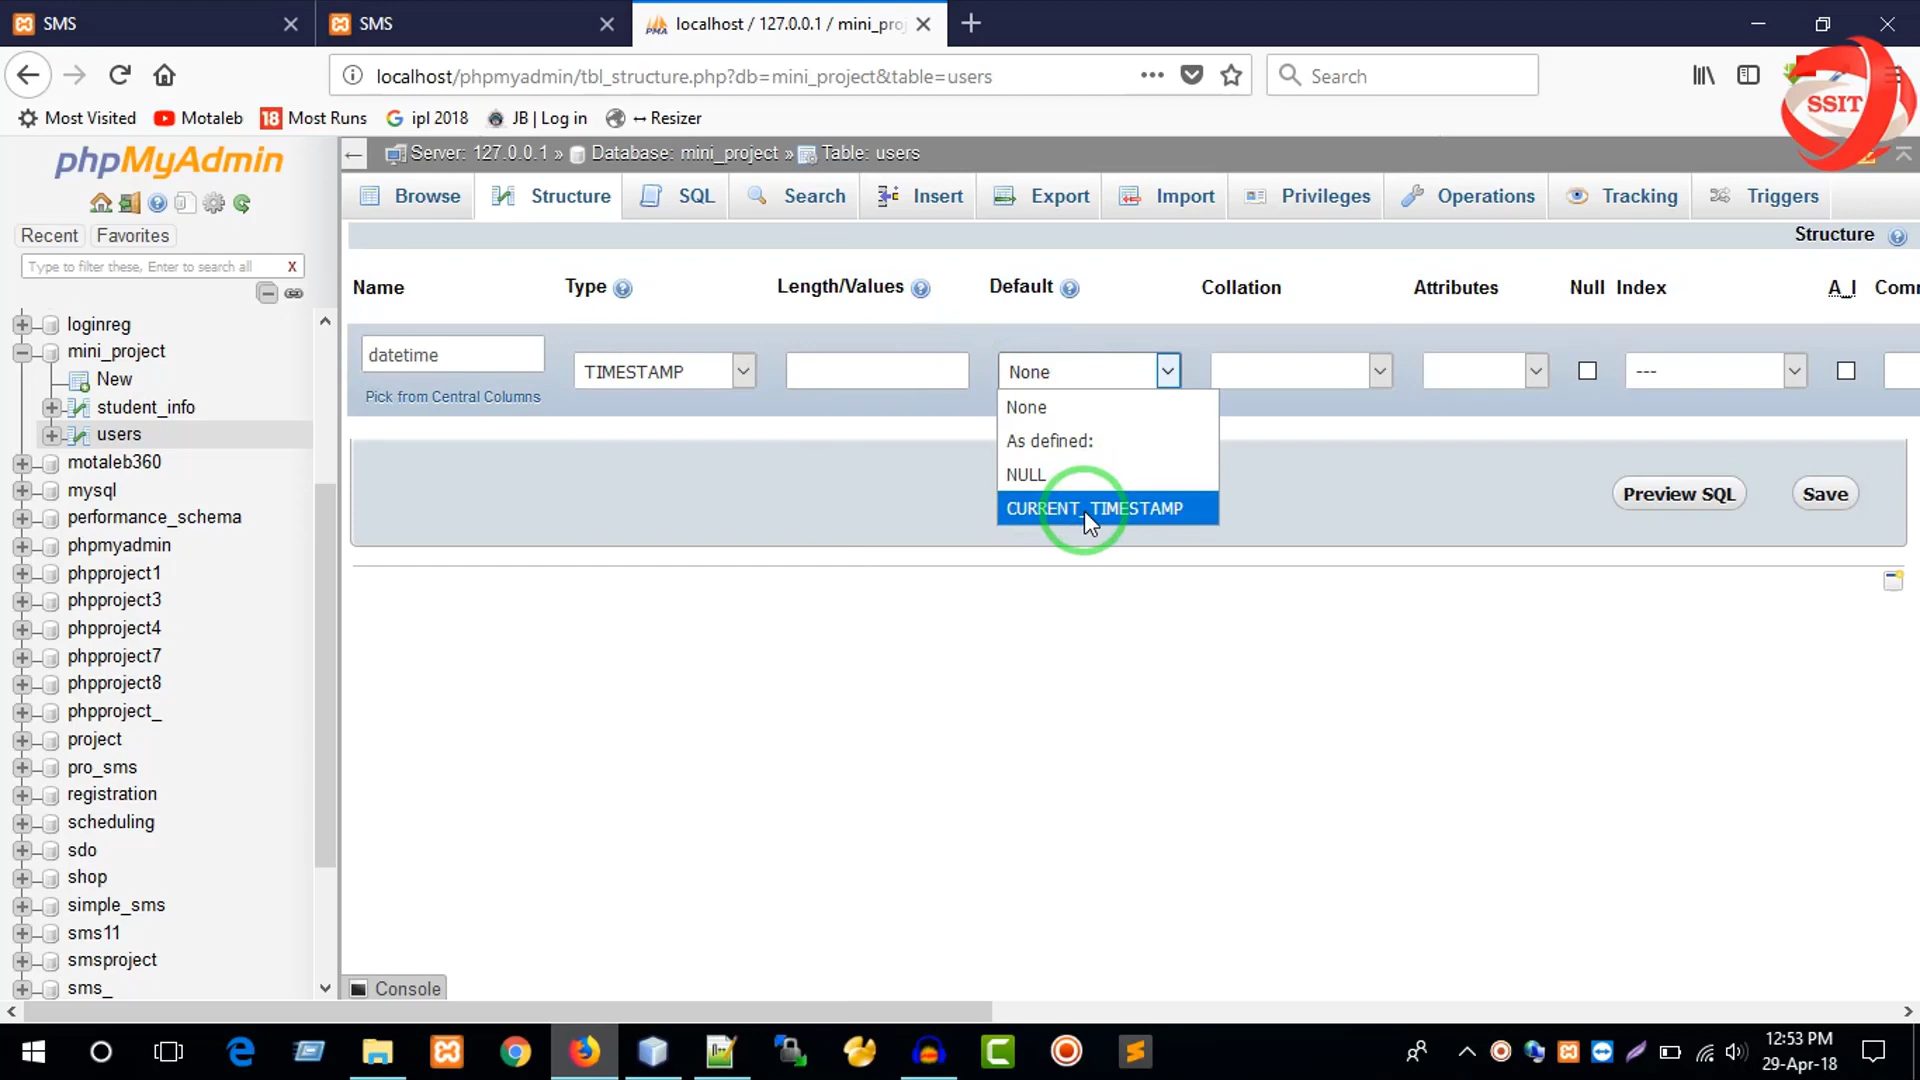 SMS
SMS
PMA localhost / 127.0.0.1 / mini_proj
localhost/phpmyadmin/tbl_structure.php?db=mini_project&table=users
Search
SSIT
Most Visited Motaleb 18 Most Runs ipl 2018 JB | Log in ↔ Resizer
phpMyAdmin
Server: 127.0.0.1 » Database: mini_project » Table: users
Browse Structure SQL Search Insert Export Import Privileges Operations Tracking Triggers
Recent Favorites
Structure
Type to filter these, Enter to search all X
Name Type Length/Values Default Collation Attributes Null Index A_I
loginreg
mini_project
New
student_info
users
motaleb360
mysql
performance_schema
phpmyadmin
phpproject1
phpproject3
phpproject4
phpproject7
phpproject8
phpproject_
project
pro_sms
registration
scheduling
sdo
shop
simple_sms
sms11
smsproject
sms_
datetime
Pick from Central Columns
TIMESTAMP
None
---
None
As defined:
NULL
CURRENT_TIMESTAMP
Preview SQL Save
Console
12:53 PM
29-Apr-18